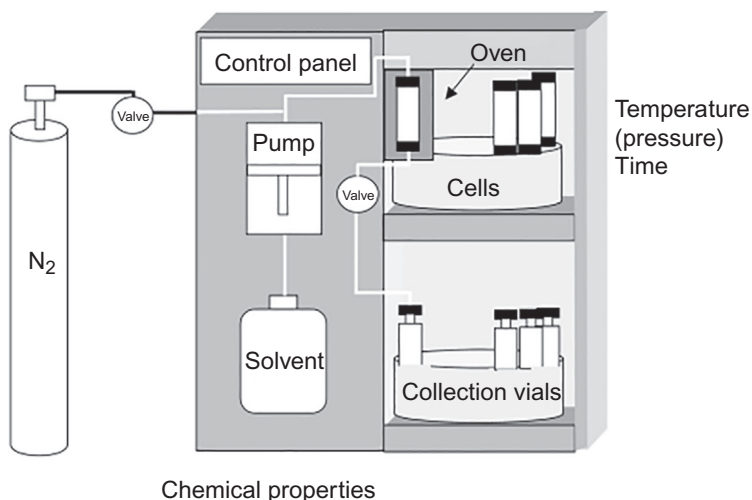 Control panel
Oven
Valve
Pump
Temperature
(pressure)
Time
Valve
Cells
N2
Solvent
Collection vials
Chemical properties